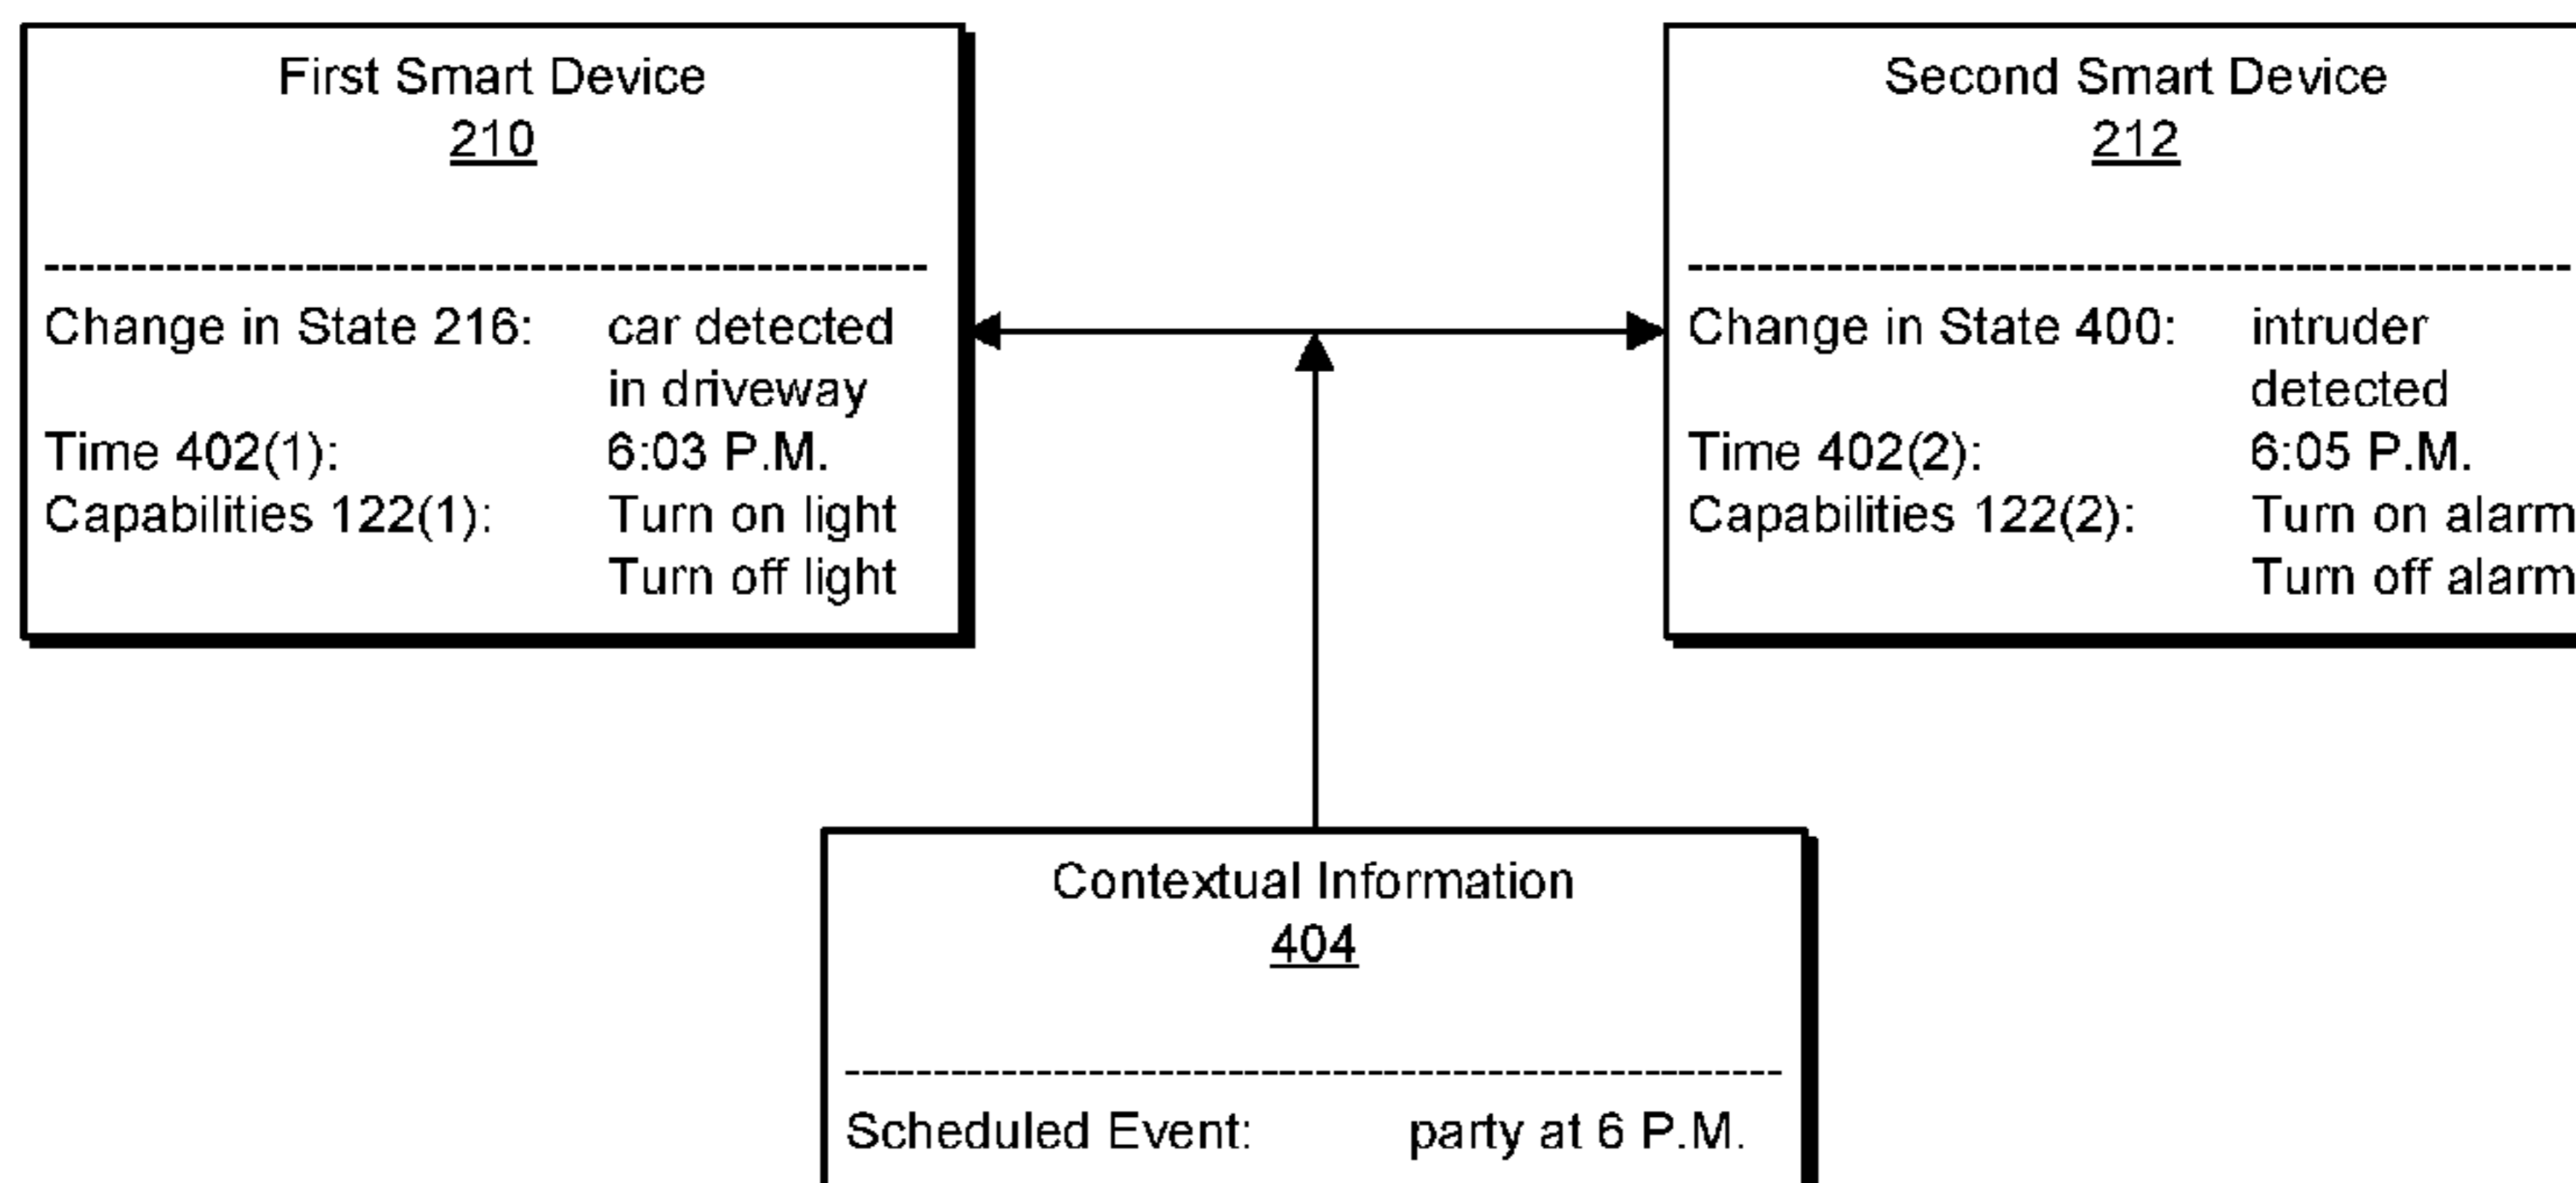 First Smart Device
210
Change in State 216: car detected
in driveway
Time 402(1): 6:03 P.M.
Capabilities 122(1): Turn on light
Turn off light
Second Smart Device
212
Change in State 400: intruder
detected
Time 402(2): 6:05 P.M.
Capabilities 122(2): Turn on alarm
Turn off alarm
Contextual Information
404
Scheduled Event: party at 6 P.M.